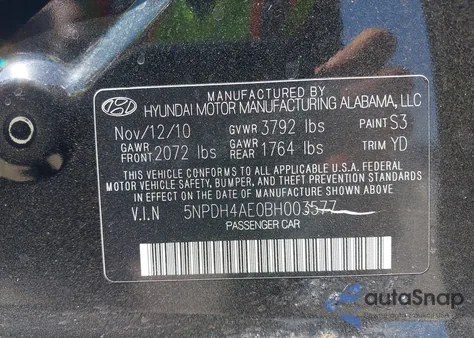 MANUFACTURED BY
HYUNDAI MOTOR MANUFACTURING ALABAMA, LLC
Nov/12/10 GVWR 3792 lbs PAINT S3
GAWR FRONT 2072 lbs GAWR REAR 1764 lbs TRIM YD
THIS VEHICLE CONFORMS TO ALL APPLICABLE U.S.A. FEDERAL
MOTOR VEHICLE SAFETY, BUMPER, AND THEFT PREVENTION STANDARDS
IN EFFECT ON THE DATE OF MANUFACTURE SHOWN ABOVE.
V.I.N 5NPDH4AE0BH003577
PASSENGER CAR
autoSnap